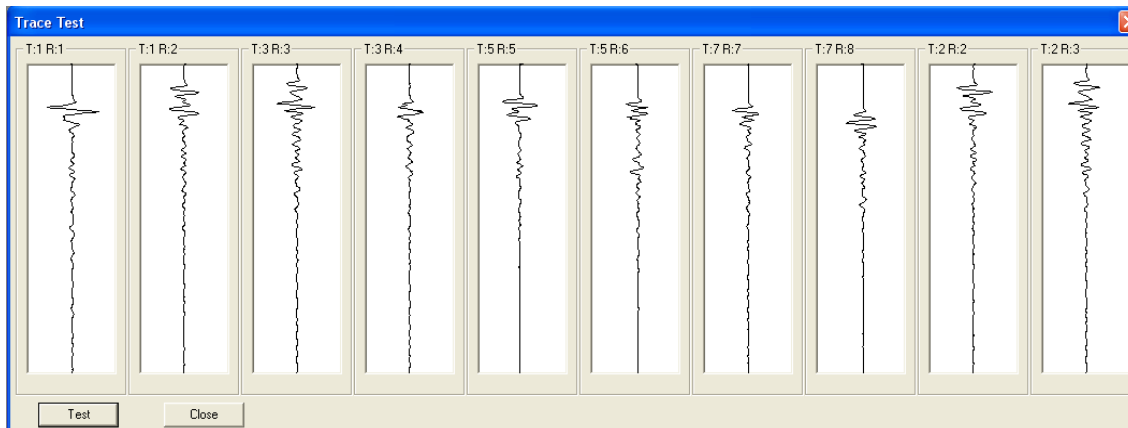 Trace Test
T:1 R:1 T:1 R:2 T:3 R:3 T:3 R:4 T:5 R:5 T:5 R:6 T:7 R:7 T:7 R:8 T:2 R:2 T:2 R:3
Test Close